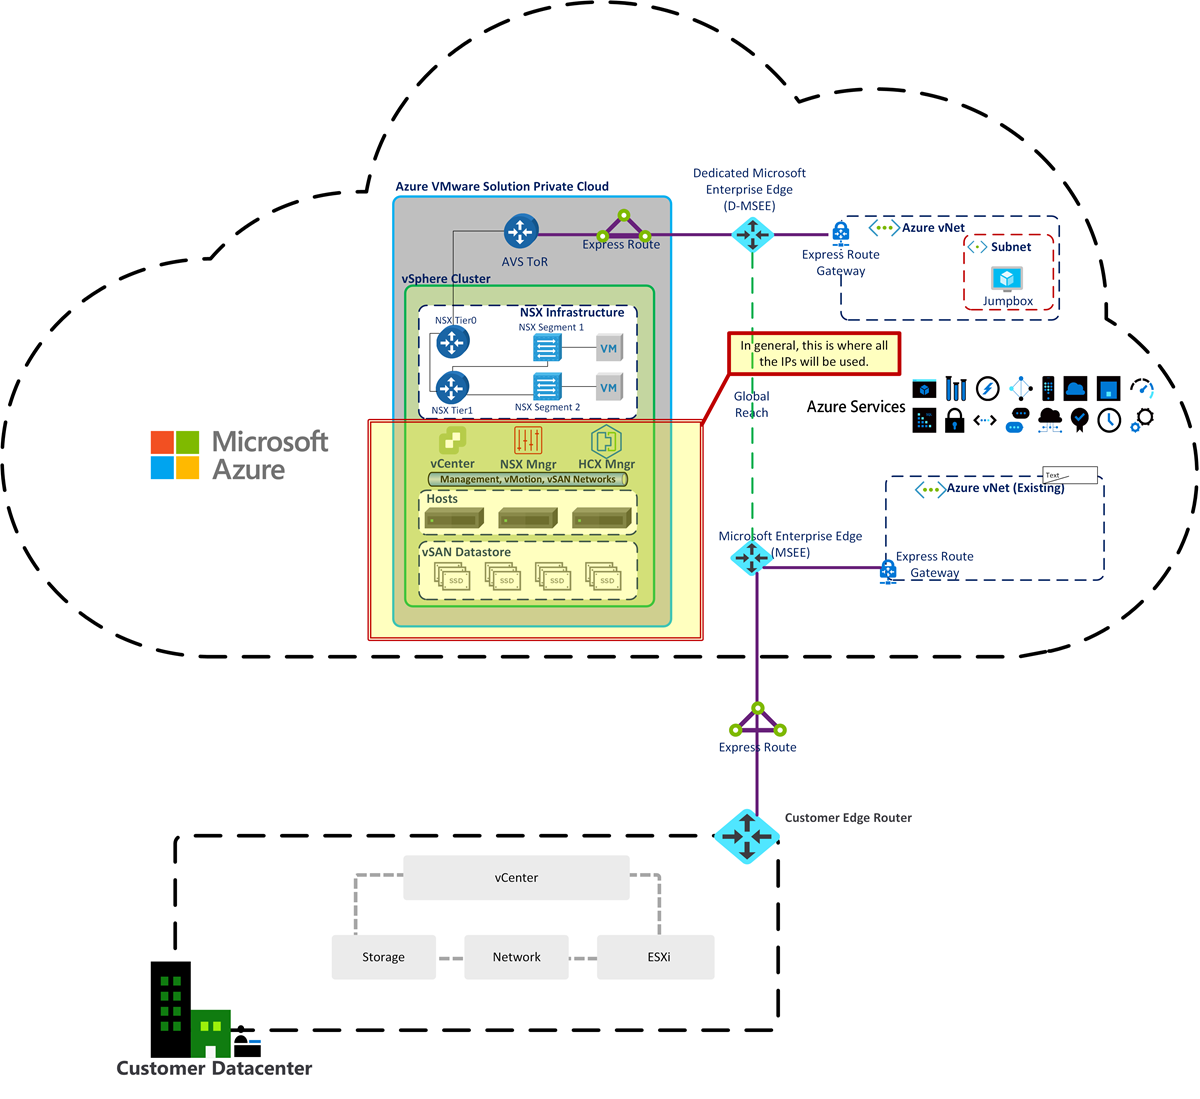 Azure VMware Solution Private Cloud
Dedicated Microsoft
Enterprise Edge
(D-MSEE)
AVS ToR
Express Route
Express Route
Gateway
Azure vNet
Subnet
Jumpbox
vSphere Cluster
NSX Infrastructure
NSX Tier0
NSX Segment 1
VM
NSX Tier1
NSX Segment 2
VM
In general, this is where all
the IPs will be used.
Global
Reach
Azure Services
Microsoft
Azure
vCenter
NSX Mngr
HCX Mngr
Management, vMotion, vSAN Networks
Hosts
vSAN Datastore
SSD
SSD
SSD
SSD
Text
Azure vNet (Existing)
Microsoft Enterprise Edge
(MSEE)
Express Route
Gateway
Express Route
Customer Edge Router
vCenter
Storage
Network
ESXi
Customer Datacenter